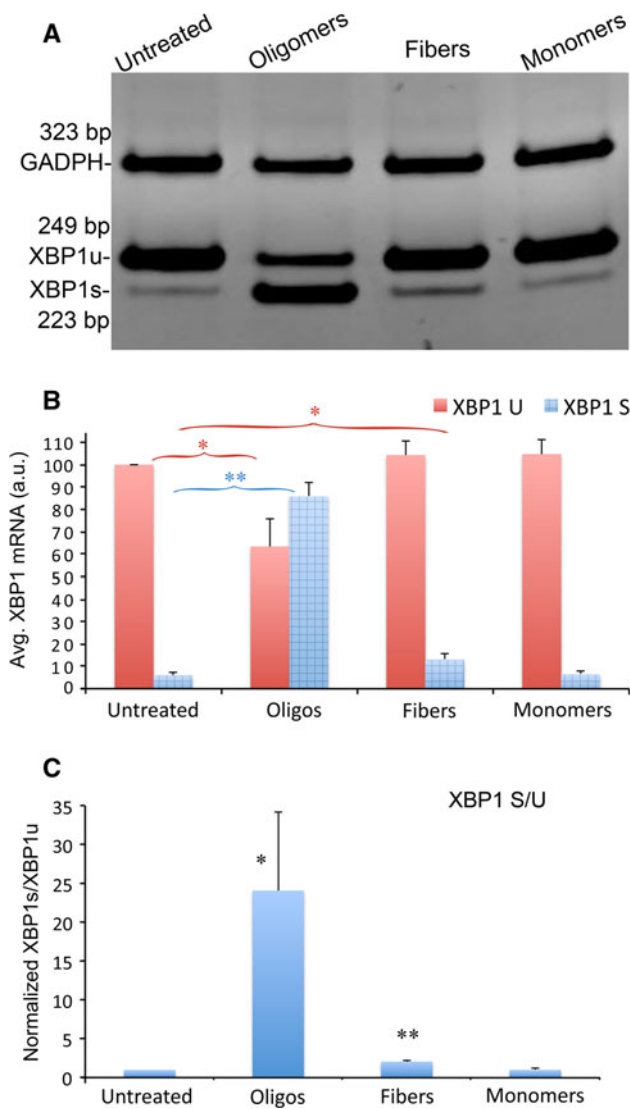 A
Untreated
Oligomers
Fibers
Monomers
323 bp
GADPH-
249 bp
XBP1u-
XBP1s-
223 bp
B
XBP1 U
XBP1 S
*
*
**
Avg. XBP1 mRNA (a.u.)
110
100
90
80
70
60
50
40
30
20
10
0
Untreated
Oligos
Fibers
Monomers
C
XBP1 S/U
Normalized XBP1s/XBP1u
35
30
25
20
15
10
5
0
*
**
Untreated
Oligos
Fibers
Monomers